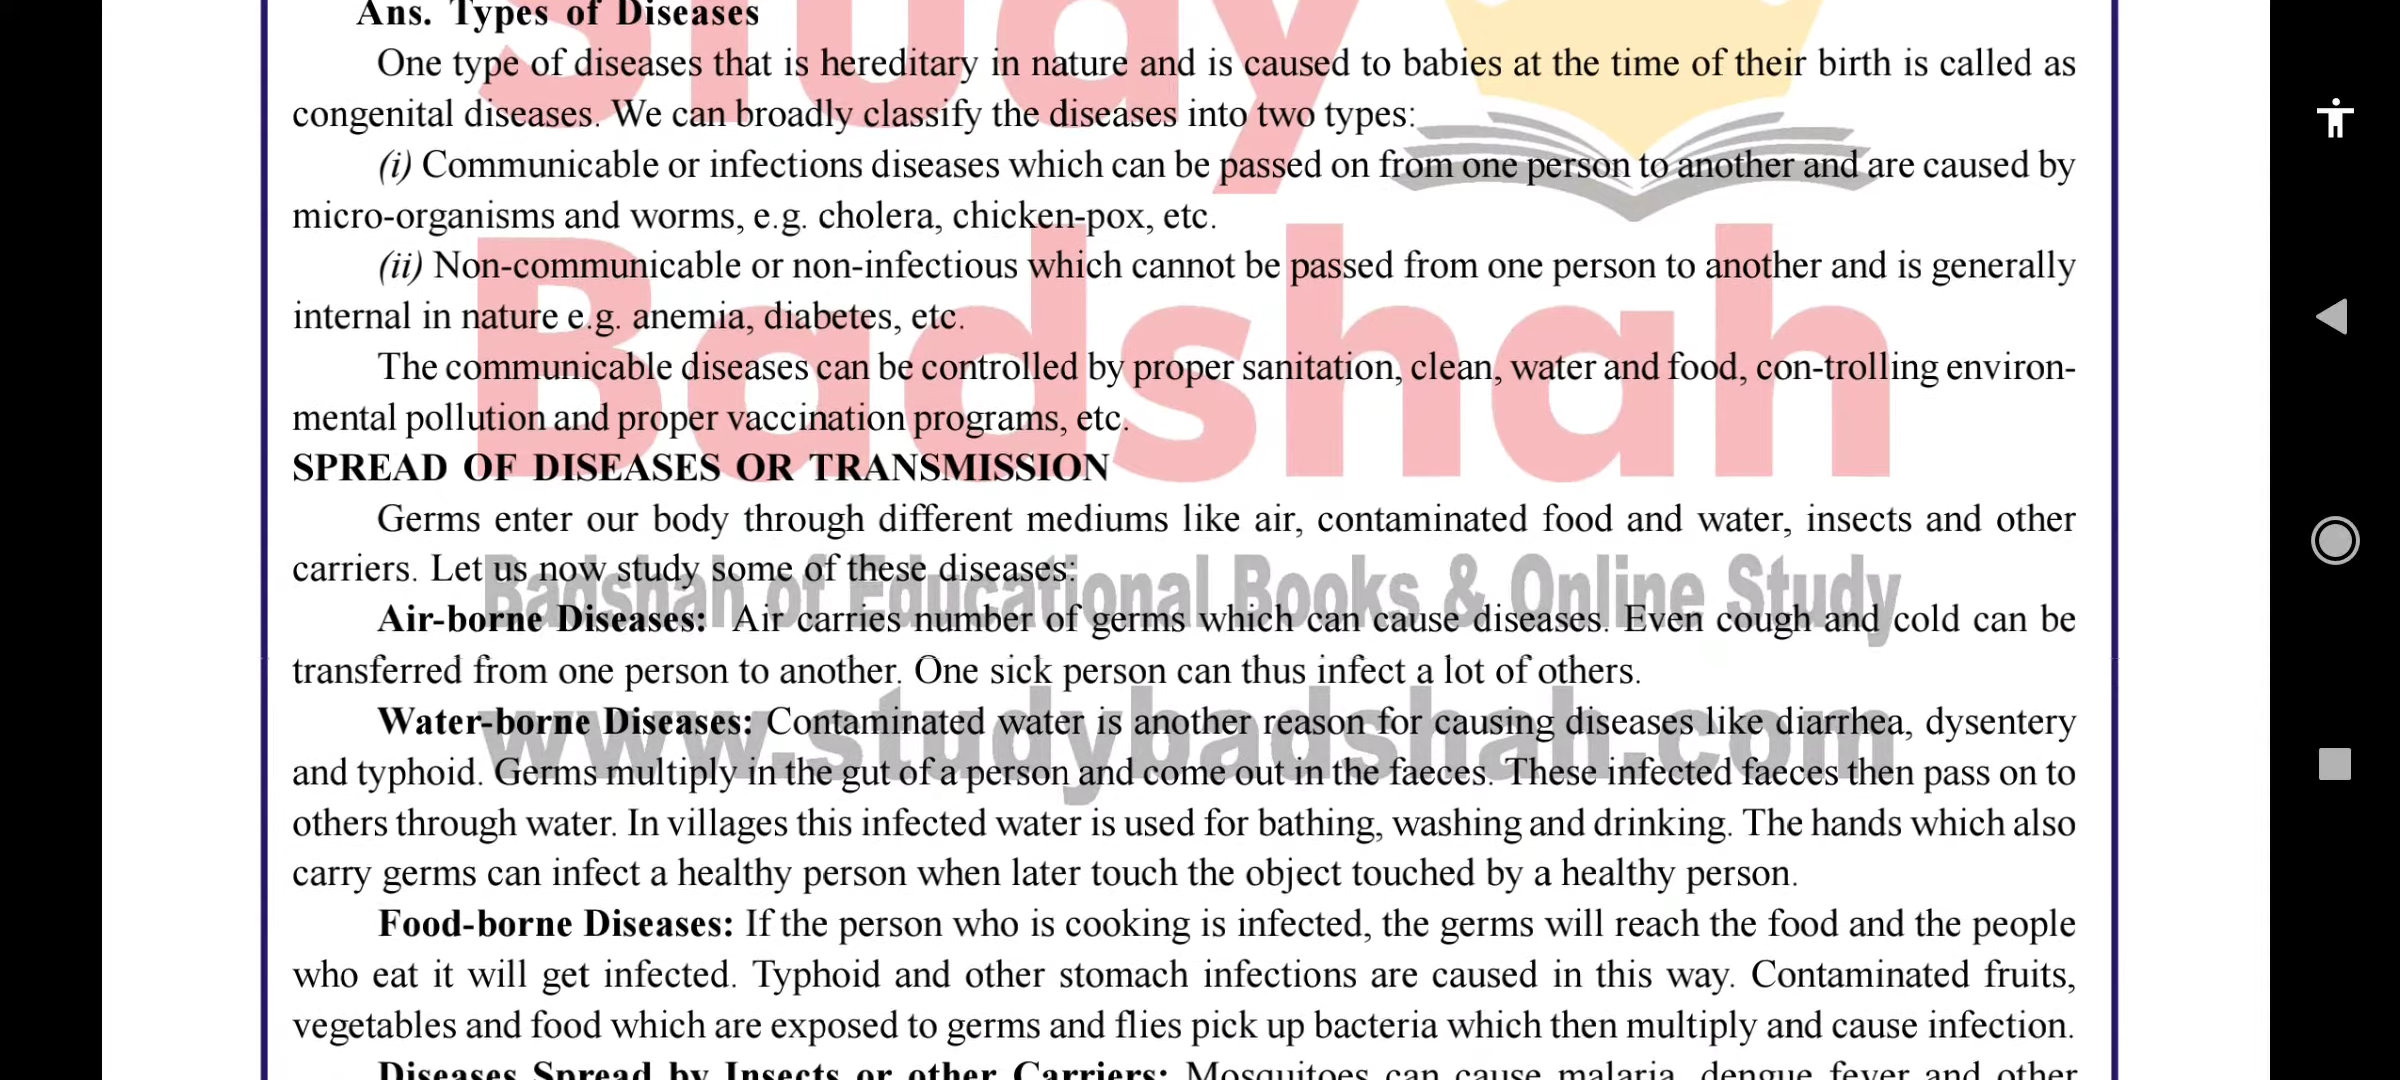 Ans. Types of Diseases
One type of diseases that is hereditary in nature and is caused to babies at the time of their birth is called as
congenital diseases. We can broadly classify the diseases into two types:
(i) Communicable or infections diseases which can be passed on from one person to another and are caused by
micro-organisms and worms, e.g. cholera, chicken-pox, etc.
(ii) Non-communicable or non-infectious which cannot be passed from one person to another and is generally
internal in nature e.g. anemia, diabetes, etc.
The communicable diseases can be controlled by proper sanitation, clean, water and food, con-trolling environ-
mental pollution and proper vaccination programs, etc.
SPREAD OF DISEASES OR TRANSMISSION
Germs enter our body through different mediums like air, contaminated food and water, insects and other
carriers. Let us now study some of these diseases:
Air-borne Diseases: Air carries number of germs which can cause diseases. Even cough and cold can be
transferred from one person to another. One sick person can thus infect a lot of others.
Water-borne Diseases: Contaminated water is another reason for causing diseases like diarrhea, dysentery
and typhoid. Germs multiply in the gut of a person and come out in the faeces. These infected faeces then pass on to
others through water. In villages this infected water is used for bathing, washing and drinking. The hands which also
carry germs can infect a healthy person when later touch the object touched by a healthy person.
Food-borne Diseases: If the person who is cooking is infected, the germs will reach the food and the people
who eat it will get infected. Typhoid and other stomach infections are caused in this way. Contaminated fruits,
vegetables and food which are exposed to germs and flies pick up bacteria which then multiply and cause infection.
Diseases Spread by Insects or other Carriers: Mosquitoes can cause malaria, dengue fever and other
Study
Badshah
Badshah of Educational Books & Online Study
www.studybadshah.com